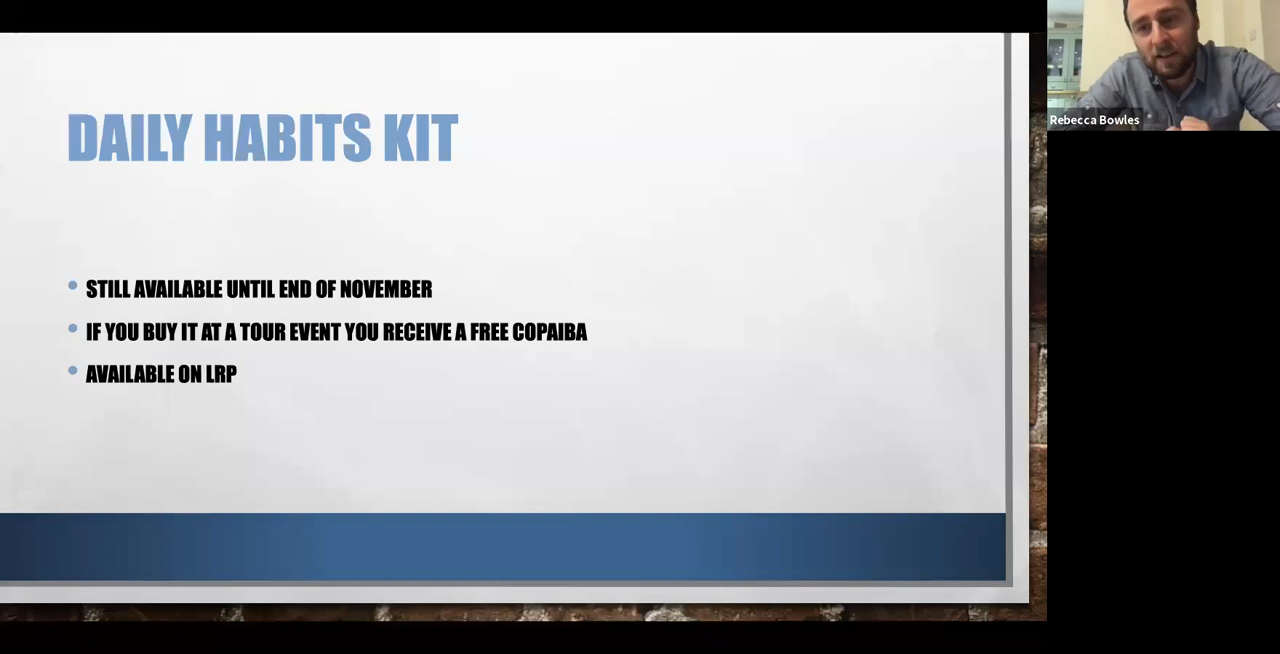 DAILY HABITS KIT
STILL AVAILABLE UNTIL END OF NOVEMBER
IF YOU BUY IT AT A TOUR EVENT YOU RECEIVE A FREE COPAIBA
AVAILABLE ON LRP
Rebecca Bowles